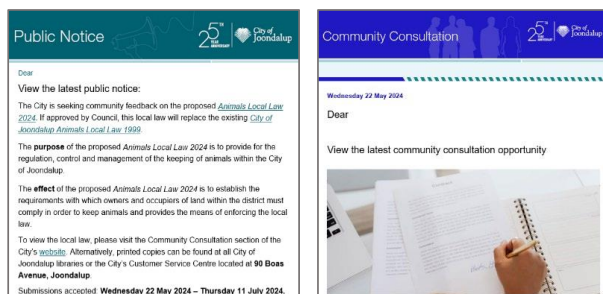 Public Notice
25TH
YEAR ANNIVERSARY
City of
Joondalup
Dear
View the latest public notice:
The City is seeking community feedback on the proposed Animals Local Law
2024. If approved by Council, this local law will replace the existing City of
Joondalup Animals Local Law 1999.
The purpose of the proposed Animals Local Law 2024 is to provide for the
regulation, control and management of the keeping of animals within the City
of Joondalup.
The effect of the proposed Animals Local Law 2024 is to establish the
requirements with which owners and occupiers of land within the district must
comply in order to keep animals and provides the means of enforcing the local
law.
To view the local law, please visit the Community Consultation section of the
City's website. Alternatively, printed copies can be found at all City of
Joondalup libraries or the City's Customer Service Centre located at 90 Boas
Avenue, Joondalup.
Submissions accepted: Wednesday 22 May 2024 – Thursday 11 July 2024.
Community Consultation
25TH
City of
Joondalup
Wednesday 22 May 2024
Dear
View the latest community consultation opportunity